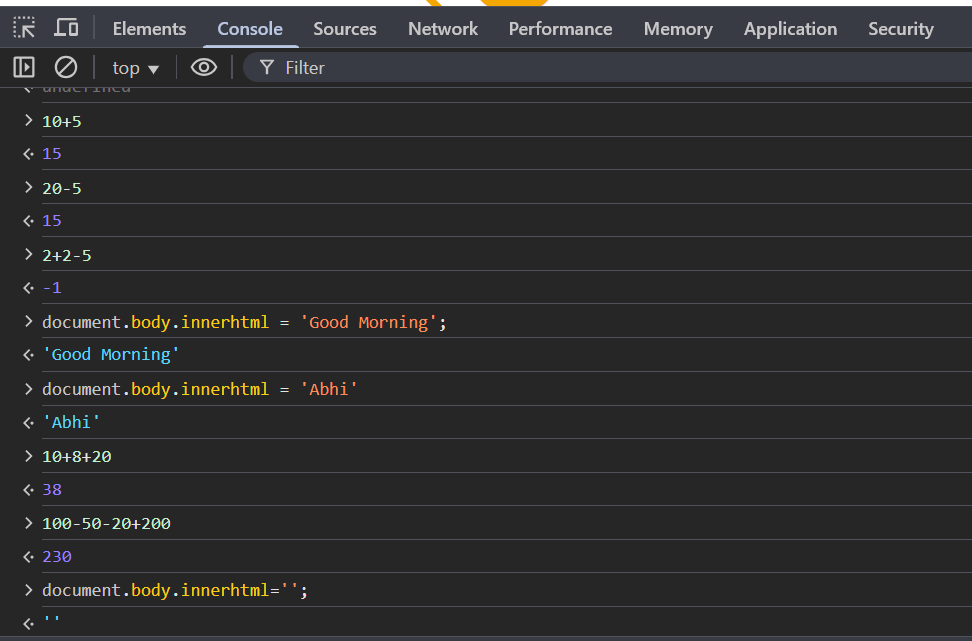 Elements Console Sources Network Performance Memory Application Security
top Filter
undefined
10+5
15
20-5
15
2+2-5
-1
document.body.innerhtml = 'Good Morning';
'Good Morning'
document.body.innerhtml = 'Abhi'
'Abhi'
10+8+20
38
100-50-20+200
230
document.body.innerhtml='';
''